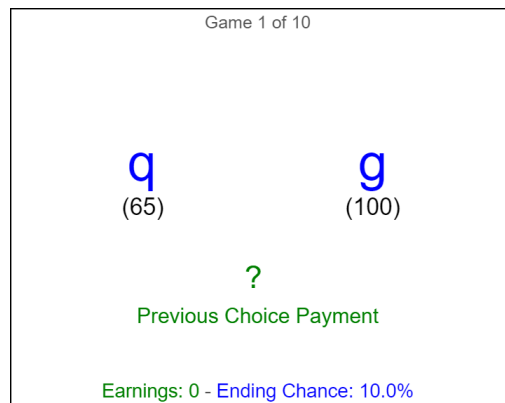 Game 1 of 10
q g
(65) (100)
?
Previous Choice Payment
Earnings: 0 - Ending Chance: 10.0%